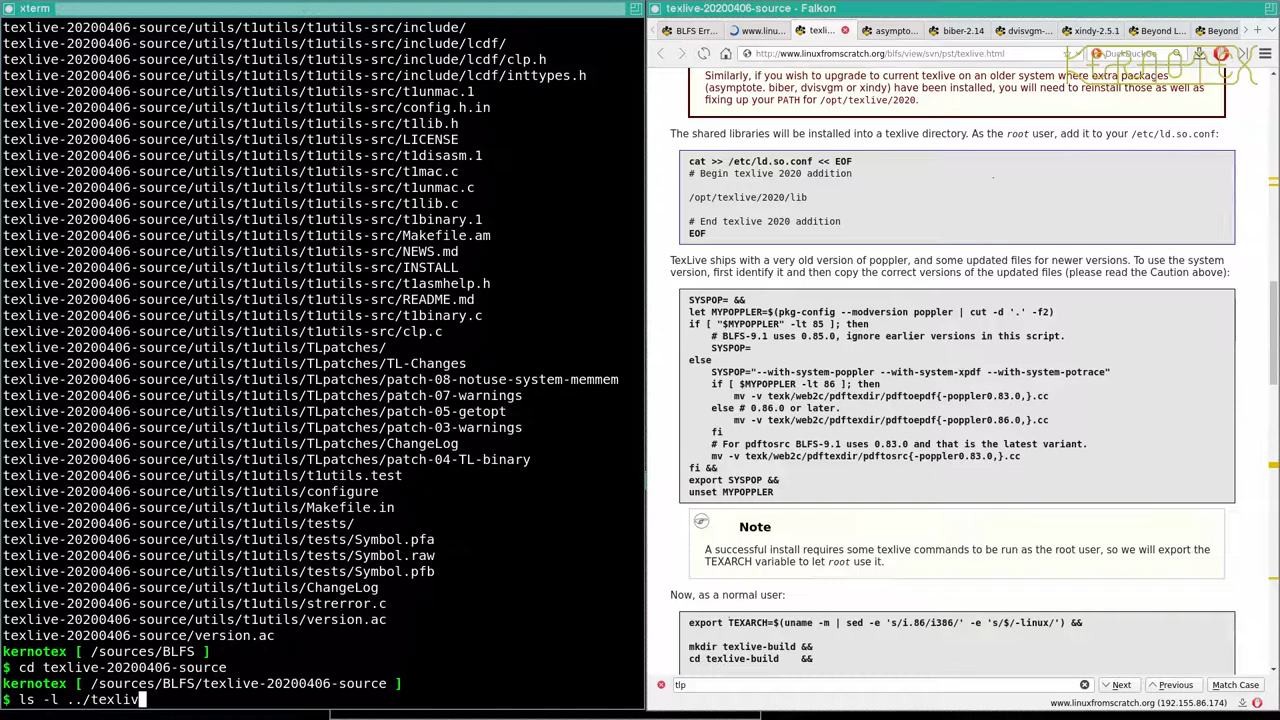 xterm
texlive-20200406-source/utils/t1utils/t1utils-src/include/
texlive-20200406-source/utils/t1utils/t1utils-src/include/lcdf/
texlive-20200406-source/utils/t1utils/t1utils-src/include/lcdf/clp.h
texlive-20200406-source/utils/t1utils/t1utils-src/include/lcdf/inttypes.h
texlive-20200406-source/utils/t1utils/t1utils-src/t1unmac.1
texlive-20200406-source/utils/t1utils/t1utils-src/config.h.in
texlive-20200406-source/utils/t1utils/t1utils-src/t1lib.h
texlive-20200406-source/utils/t1utils/t1utils-src/LICENSE
texlive-20200406-source/utils/t1utils/t1utils-src/t1disasm.1
texlive-20200406-source/utils/t1utils/t1utils-src/t1mac.c
texlive-20200406-source/utils/t1utils/t1utils-src/t1unmac.c
texlive-20200406-source/utils/t1utils/t1utils-src/t1lib.c
texlive-20200406-source/utils/t1utils/t1utils-src/t1binary.1
texlive-20200406-source/utils/t1utils/t1utils-src/Makefile.am
texlive-20200406-source/utils/t1utils/t1utils-src/NEWS.md
texlive-20200406-source/utils/t1utils/t1utils-src/INSTALL
texlive-20200406-source/utils/t1utils/t1utils-src/t1asmhelp.h
texlive-20200406-source/utils/t1utils/t1utils-src/README.md
texlive-20200406-source/utils/t1utils/t1utils-src/t1binary.c
texlive-20200406-source/utils/t1utils/t1utils-src/clp.c
texlive-20200406-source/utils/t1utils/TLpatches/
texlive-20200406-source/utils/t1utils/TLpatches/TL-Changes
texlive-20200406-source/utils/t1utils/TLpatches/patch-08-notuse-system-memmem
texlive-20200406-source/utils/t1utils/TLpatches/patch-07-warnings
texlive-20200406-source/utils/t1utils/TLpatches/patch-05-getopt
texlive-20200406-source/utils/t1utils/TLpatches/patch-03-warnings
texlive-20200406-source/utils/t1utils/TLpatches/ChangeLog
texlive-20200406-source/utils/t1utils/TLpatches/patch-04-TL-binary
texlive-20200406-source/utils/t1utils/t1utils.test
texlive-20200406-source/utils/t1utils/configure
texlive-20200406-source/utils/t1utils/Makefile.in
texlive-20200406-source/utils/t1utils/tests/
texlive-20200406-source/utils/t1utils/tests/Symbol.pfa
texlive-20200406-source/utils/t1utils/tests/Symbol.raw
texlive-20200406-source/utils/t1utils/tests/Symbol.pfb
texlive-20200406-source/utils/t1utils/ChangeLog
texlive-20200406-source/utils/t1utils/strerror.c
texlive-20200406-source/utils/t1utils/version.ac
texlive-20200406-source/version.ac
kernotex [ /sources/BLFS ]
$ cd texlive-20200406-source
kernotex [ /sources/BLFS/texlive-20200406-source ]
$ ls -l ../texliv
texlive-20200406-source - Falkon
BLFS Err... www.linu... texli... asympto... biber-2.14 dvisvgm-... xindy-2.5.1 Beyond L... Beyond
http://www.linuxfromscratch.org/blfs/view/svn/pst/texlive.html DuckDuckGo
KERNOTEX
Similarly, if you wish to upgrade to current texlive on an older system where extra packages
(asymptote. biber, dvisvgm or xindy) have been installed, you will need to reinstall those as well as
fixing up your PATH for /opt/texlive/2020.
The shared libraries will be installed into a texlive directory. As the root user, add it to your /etc/ld.so.conf:
cat >> /etc/ld.so.conf << EOF
# Begin texlive 2020 addition
/opt/texlive/2020/lib
# End texlive 2020 addition
EOF
TexLive ships with a very old version of poppler, and some updated files for newer versions. To use the system
version, first identify it and then copy the correct versions of the updated files (please read the Caution above):
SYSPOP= &&
let MYPOPPLER=$(pkg-config --modversion poppler | cut -d '.' -f2)
if [ "$MYPOPPLER" -lt 85 ]; then
# BLFS-9.1 uses 0.85.0, ignore earlier versions in this script.
SYSPOP=
else
SYSPOP="--with-system-poppler --with-system-xpdf --with-system-potrace"
if [ $MYPOPPLER -lt 86 ]; then
mv -v texk/web2c/pdftexdir/pdftoepdf{-poppler0.83.0,}.cc
else # 0.86.0 or later.
mv -v texk/web2c/pdftexdir/pdftoepdf{-poppler0.86.0,}.cc
fi
# For pdftosrc BLFS-9.1 uses 0.83.0 and that is the latest variant.
mv -v texk/web2c/pdftexdir/pdftosrc{-poppler0.83.0,}.cc
fi &&
export SYSPOP &&
unset MYPOPPLER
Note
A successful install requires some texlive commands to be run as the root user, so we will export the
TEXARCH variable to let root use it.
Now, as a normal user:
export TEXARCH=$(uname -m | sed -e 's/i.86/i386/' -e 's/$/-linux/') &&
mkdir texlive-build &&
cd texlive-build &&
tlp Next Previous Match Case
linuxfromscratch.org (192.155.86.174)